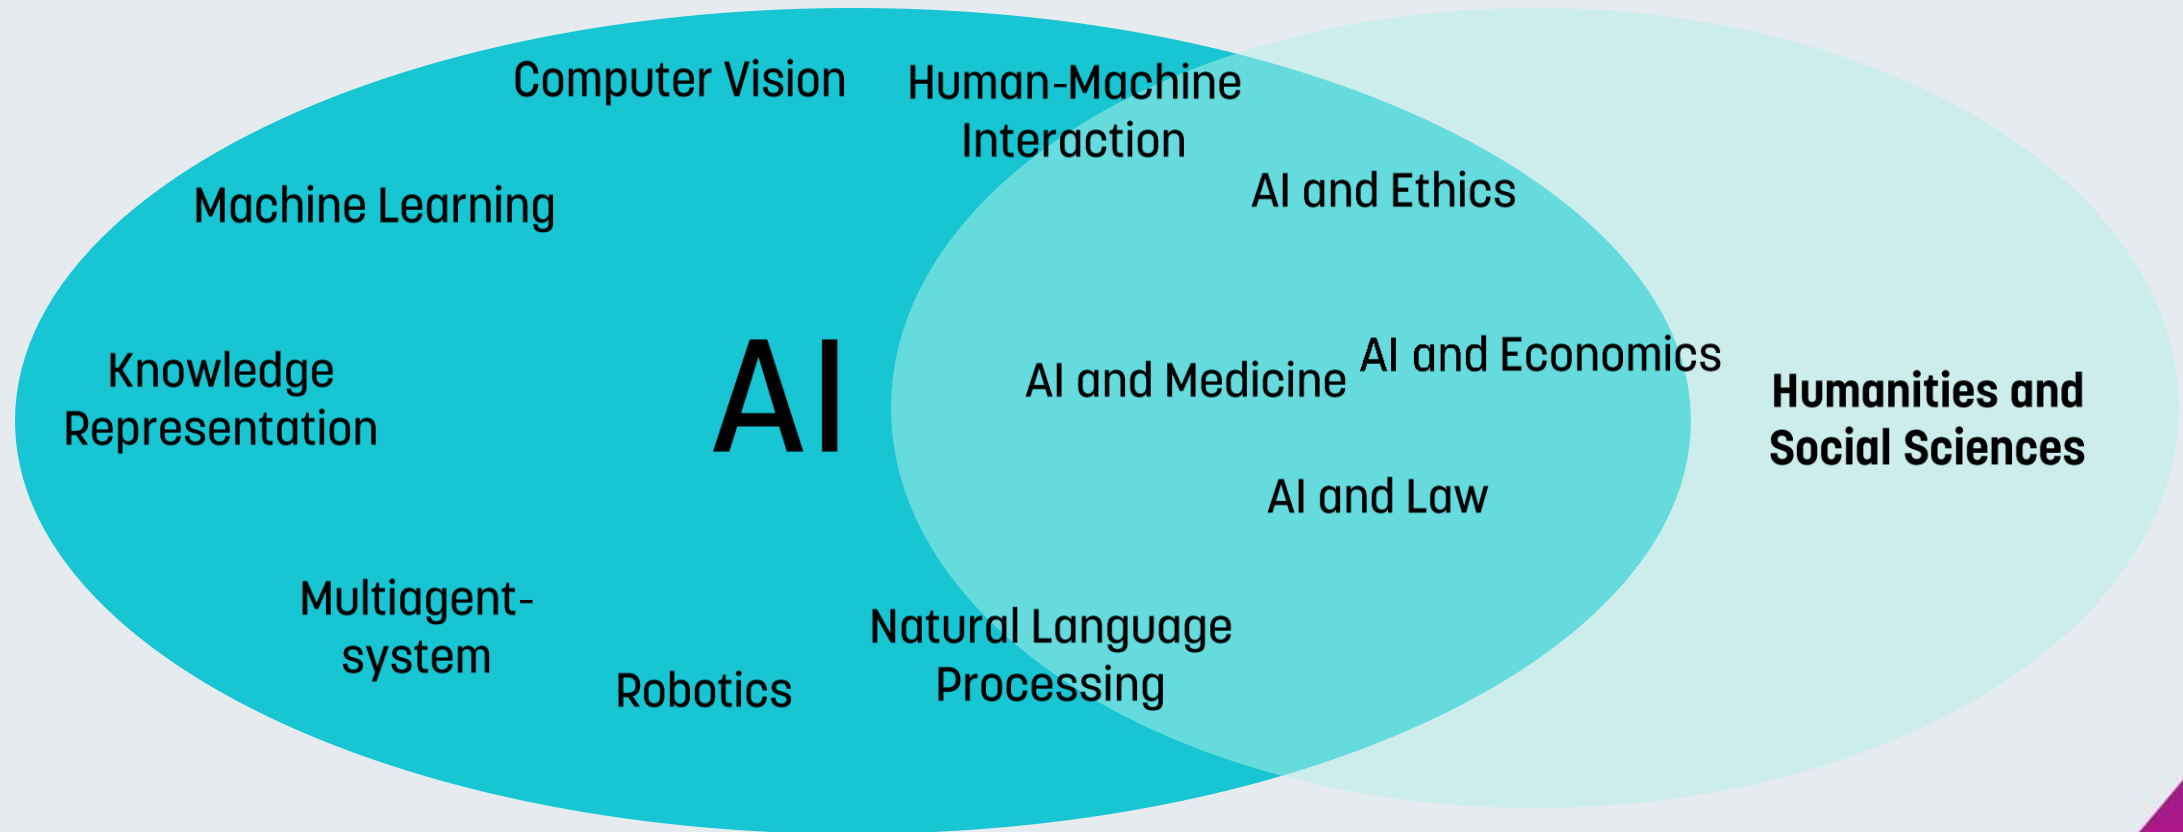 Computer Vision
Human-Machine
Interaction
AI and Ethics
Machine Learning
AI and Economics
AI and Medicine
Knowledge
Representation
AI
Humanities and
Social Sciences
AI and Law
Multiagent-
system
Natural Language
Processing
Robotics